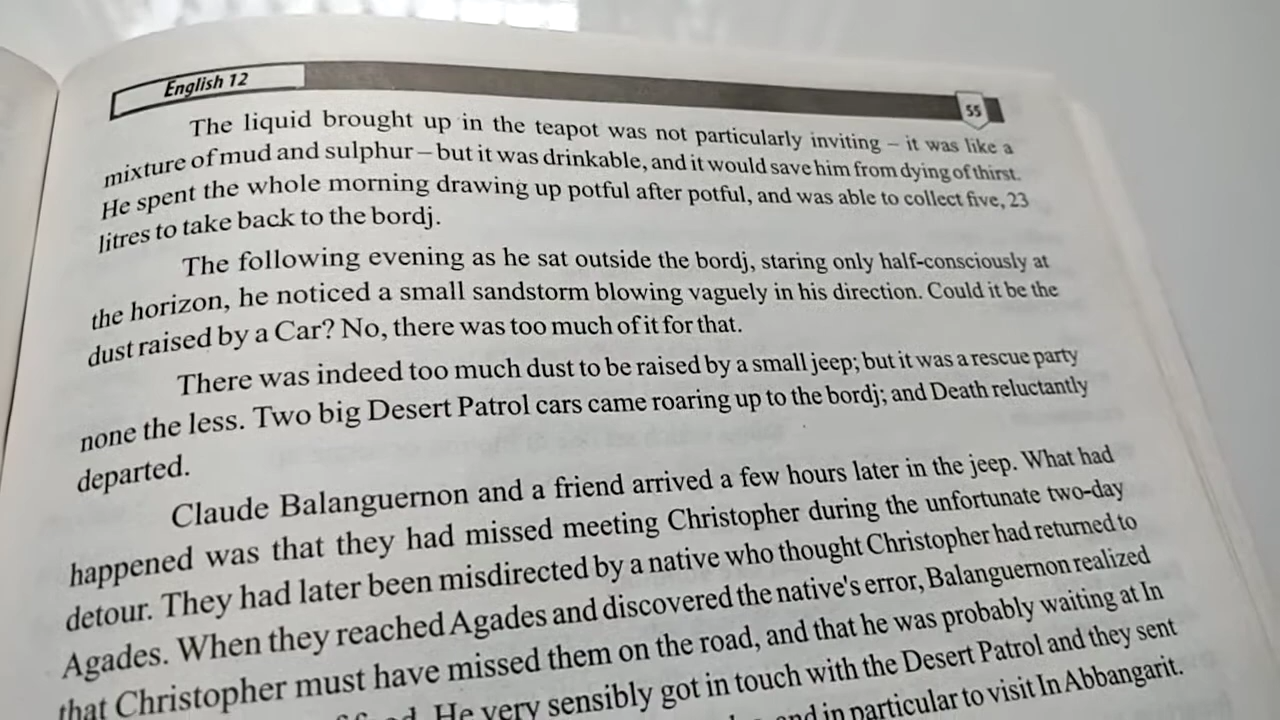 English 12
55
The liquid brought up in the teapot was not particularly inviting – it was like a
mixture of mud and sulphur – but it was drinkable, and it would save him from dying of thirst.
He spent the whole morning drawing up potful after potful, and was able to collect five, 23
litres to take back to the bordj.
The following evening as he sat outside the bordj, staring only half-consciously at
the horizon, he noticed a small sandstorm blowing vaguely in his direction. Could it be the
dust raised by a Car? No, there was too much of it for that.
There was indeed too much dust to be raised by a small jeep; but it was a rescue party
none the less. Two big Desert Patrol cars came roaring up to the bordj; and Death reluctantly
departed.
Claude Balanguernon and a friend arrived a few hours later in the jeep. What had
happened was that they had missed meeting Christopher during the unfortunate two-day
detour. They had later been misdirected by a native who thought Christopher had returned to
Agades. When they reached Agades and discovered the native's error, Balanguernon realized
that Christopher must have missed them on the road, and that he was probably waiting at In
He very sensibly got in touch with the Desert Patrol and they sent
and in particular to visit In Abbangarit.